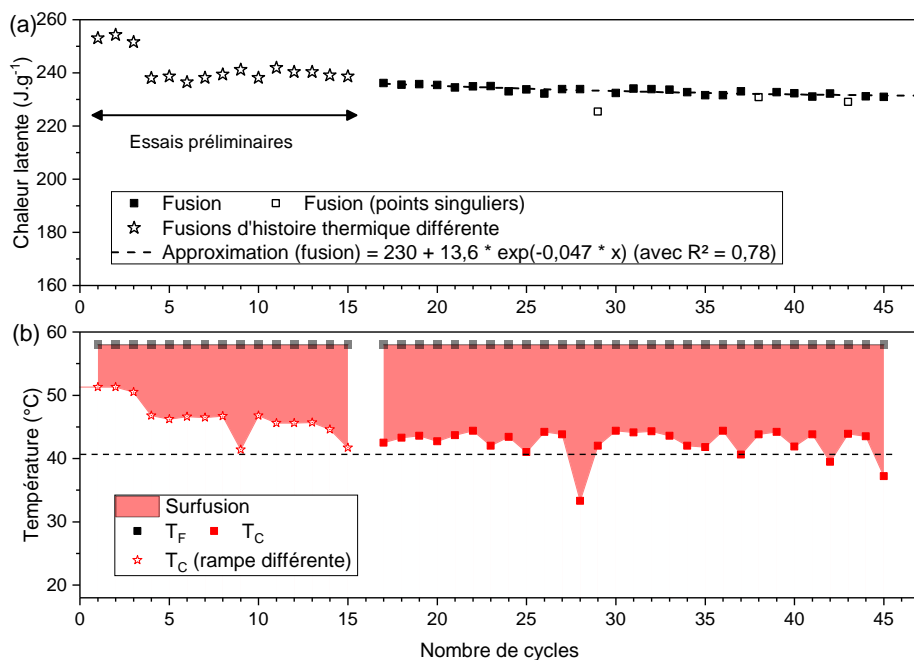 (a)
260
240
220
200
180
160
Chaleur latente (J.g-1)
Essais préliminaires
Fusion
Fusion (points singuliers)
Fusions d'histoire thermique différente
Approximation (fusion) = 230 + 13,6 * exp(-0,047 * x) (avec R² = 0,78)
0 5 10 15 20 25 30 35 40 45
(b)
60
50
40
30
20
Température (°C)
Surfusion
TF TC
TC (rampe différente)
0 5 10 15 20 25 30 35 40 45
Nombre de cycles